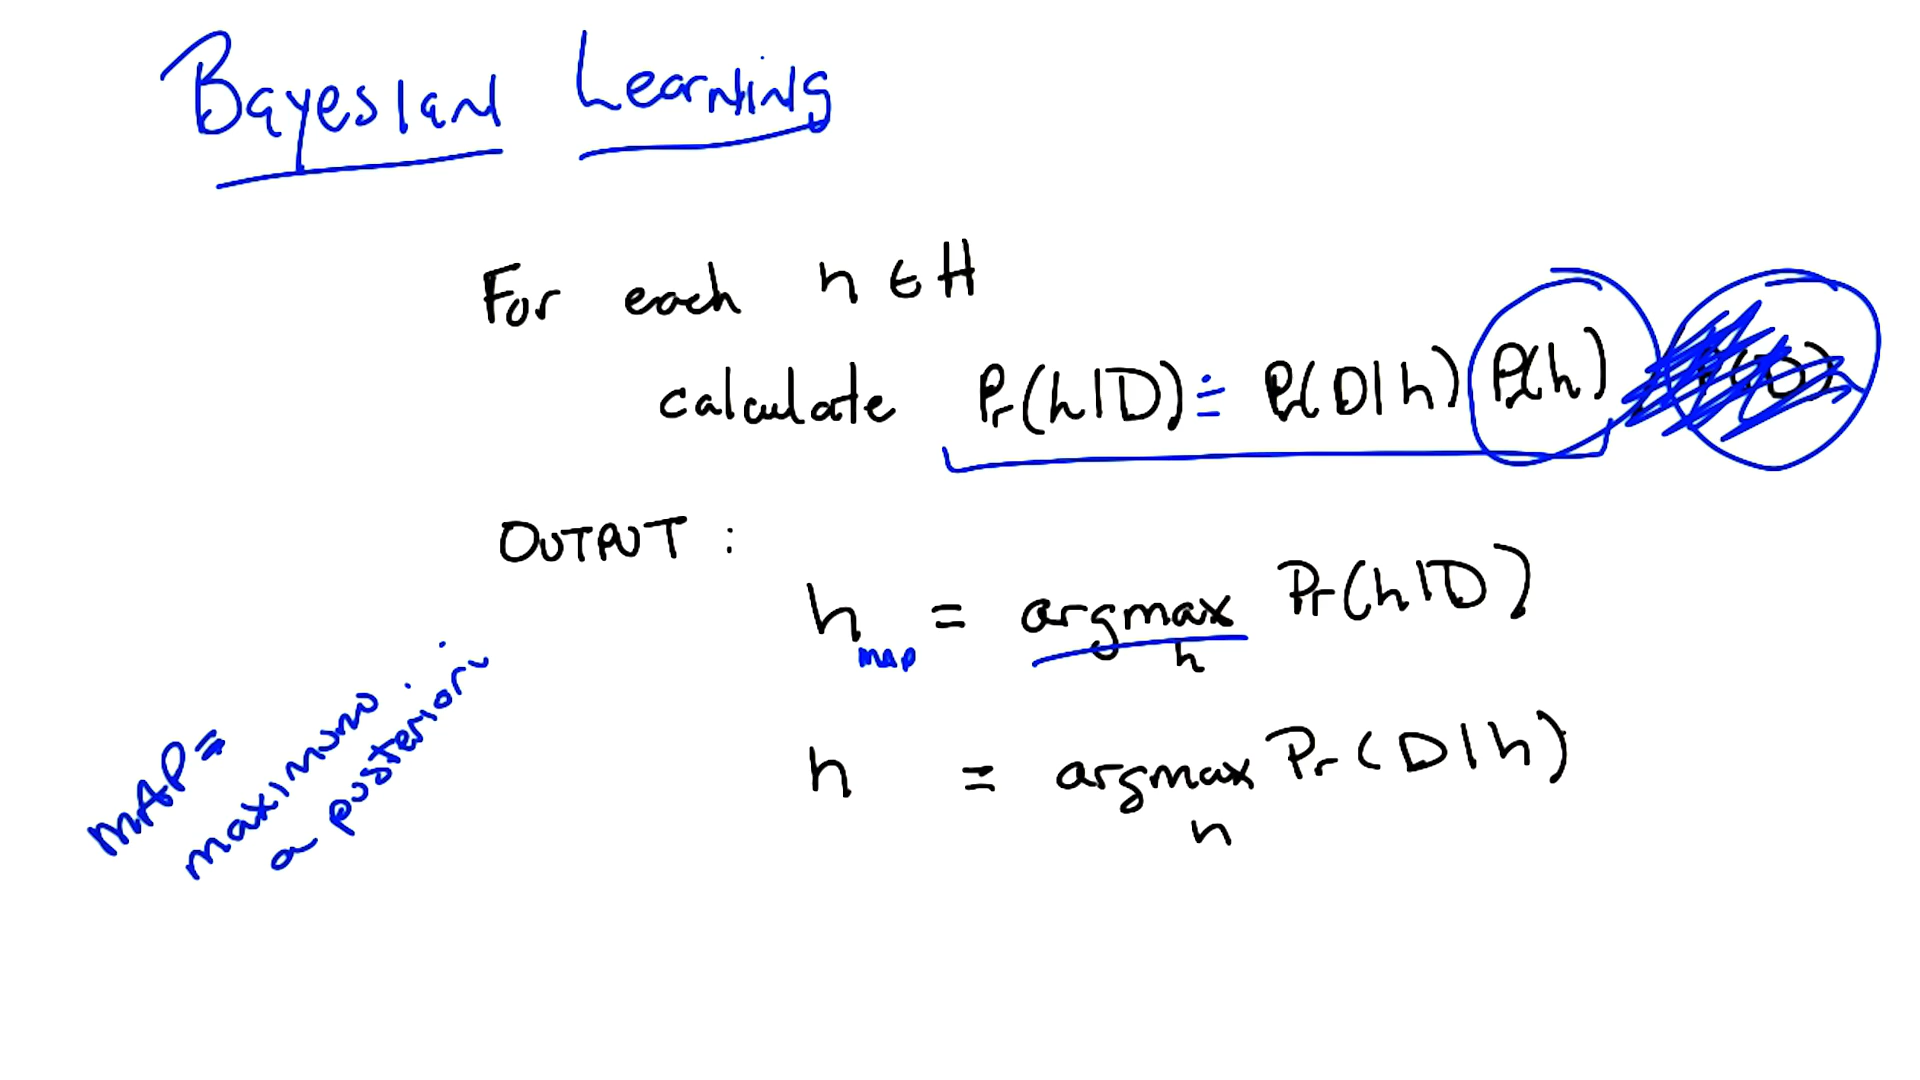 Bayesian Learning
For each h ∈ H
calculate Pr(h|D) ≐ Pr(D|h) Pr(h)
OUTPUT :
h_MAP = argmax_h Pr(h|D)
h = argmax_h Pr(D|h)
MAP =
maximum
a posteriori